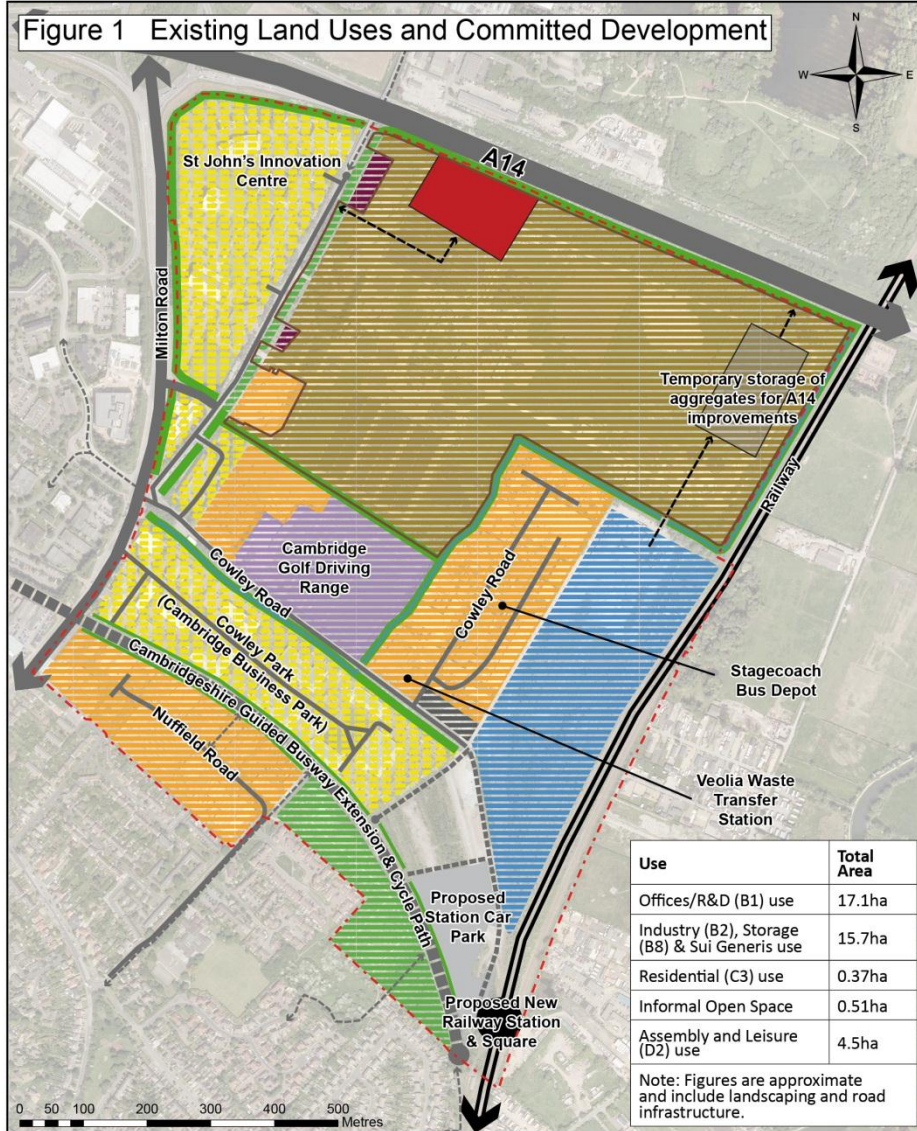 Figure 1 Existing Land Uses and Committed Development
N
W
E
S
A14
St John's Innovation
Centre
Milton Road
Temporary storage of
aggregates for A14
improvements
Railway
Cambridge
Golf Driving
Range
Cowley Road
Cowley Road
Cowley Park
(Cambridge Business Park)
Cambridgeshire Guided Busway Extension & Cycle Path
Nuffield Road
Stagecoach
Bus Depot
Veolia Waste
Transfer
Station
Proposed
Station Car
Park
Proposed New
Railway Station
& Square
Use Total
Area
Offices/R&D (B1) use 17.1ha
Industry (B2), Storage
(B8) & Sui Generis use 15.7ha
Residential (C3) use 0.37ha
Informal Open Space 0.51ha
Assembly and Leisure
(D2) use 4.5ha
Note: Figures are approximate
and include landscaping and road
infrastructure.
0 50 100 200 300 400 500
Metres